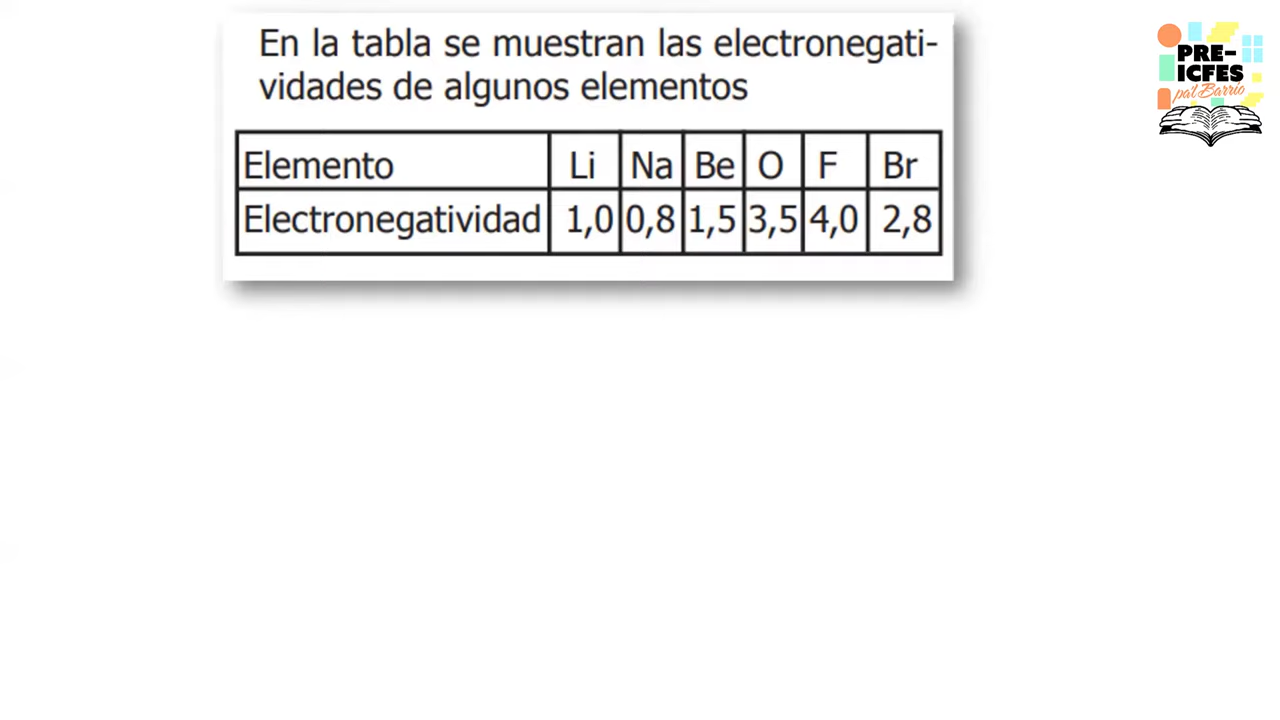 En la tabla se muestran las electronegati-
vidades de algunos elementos
Elemento Li Na Be O F Br
Electronegatividad 1,0 0,8 1,5 3,5 4,0 2,8
PRE-
ICFES
pa'l Barrio